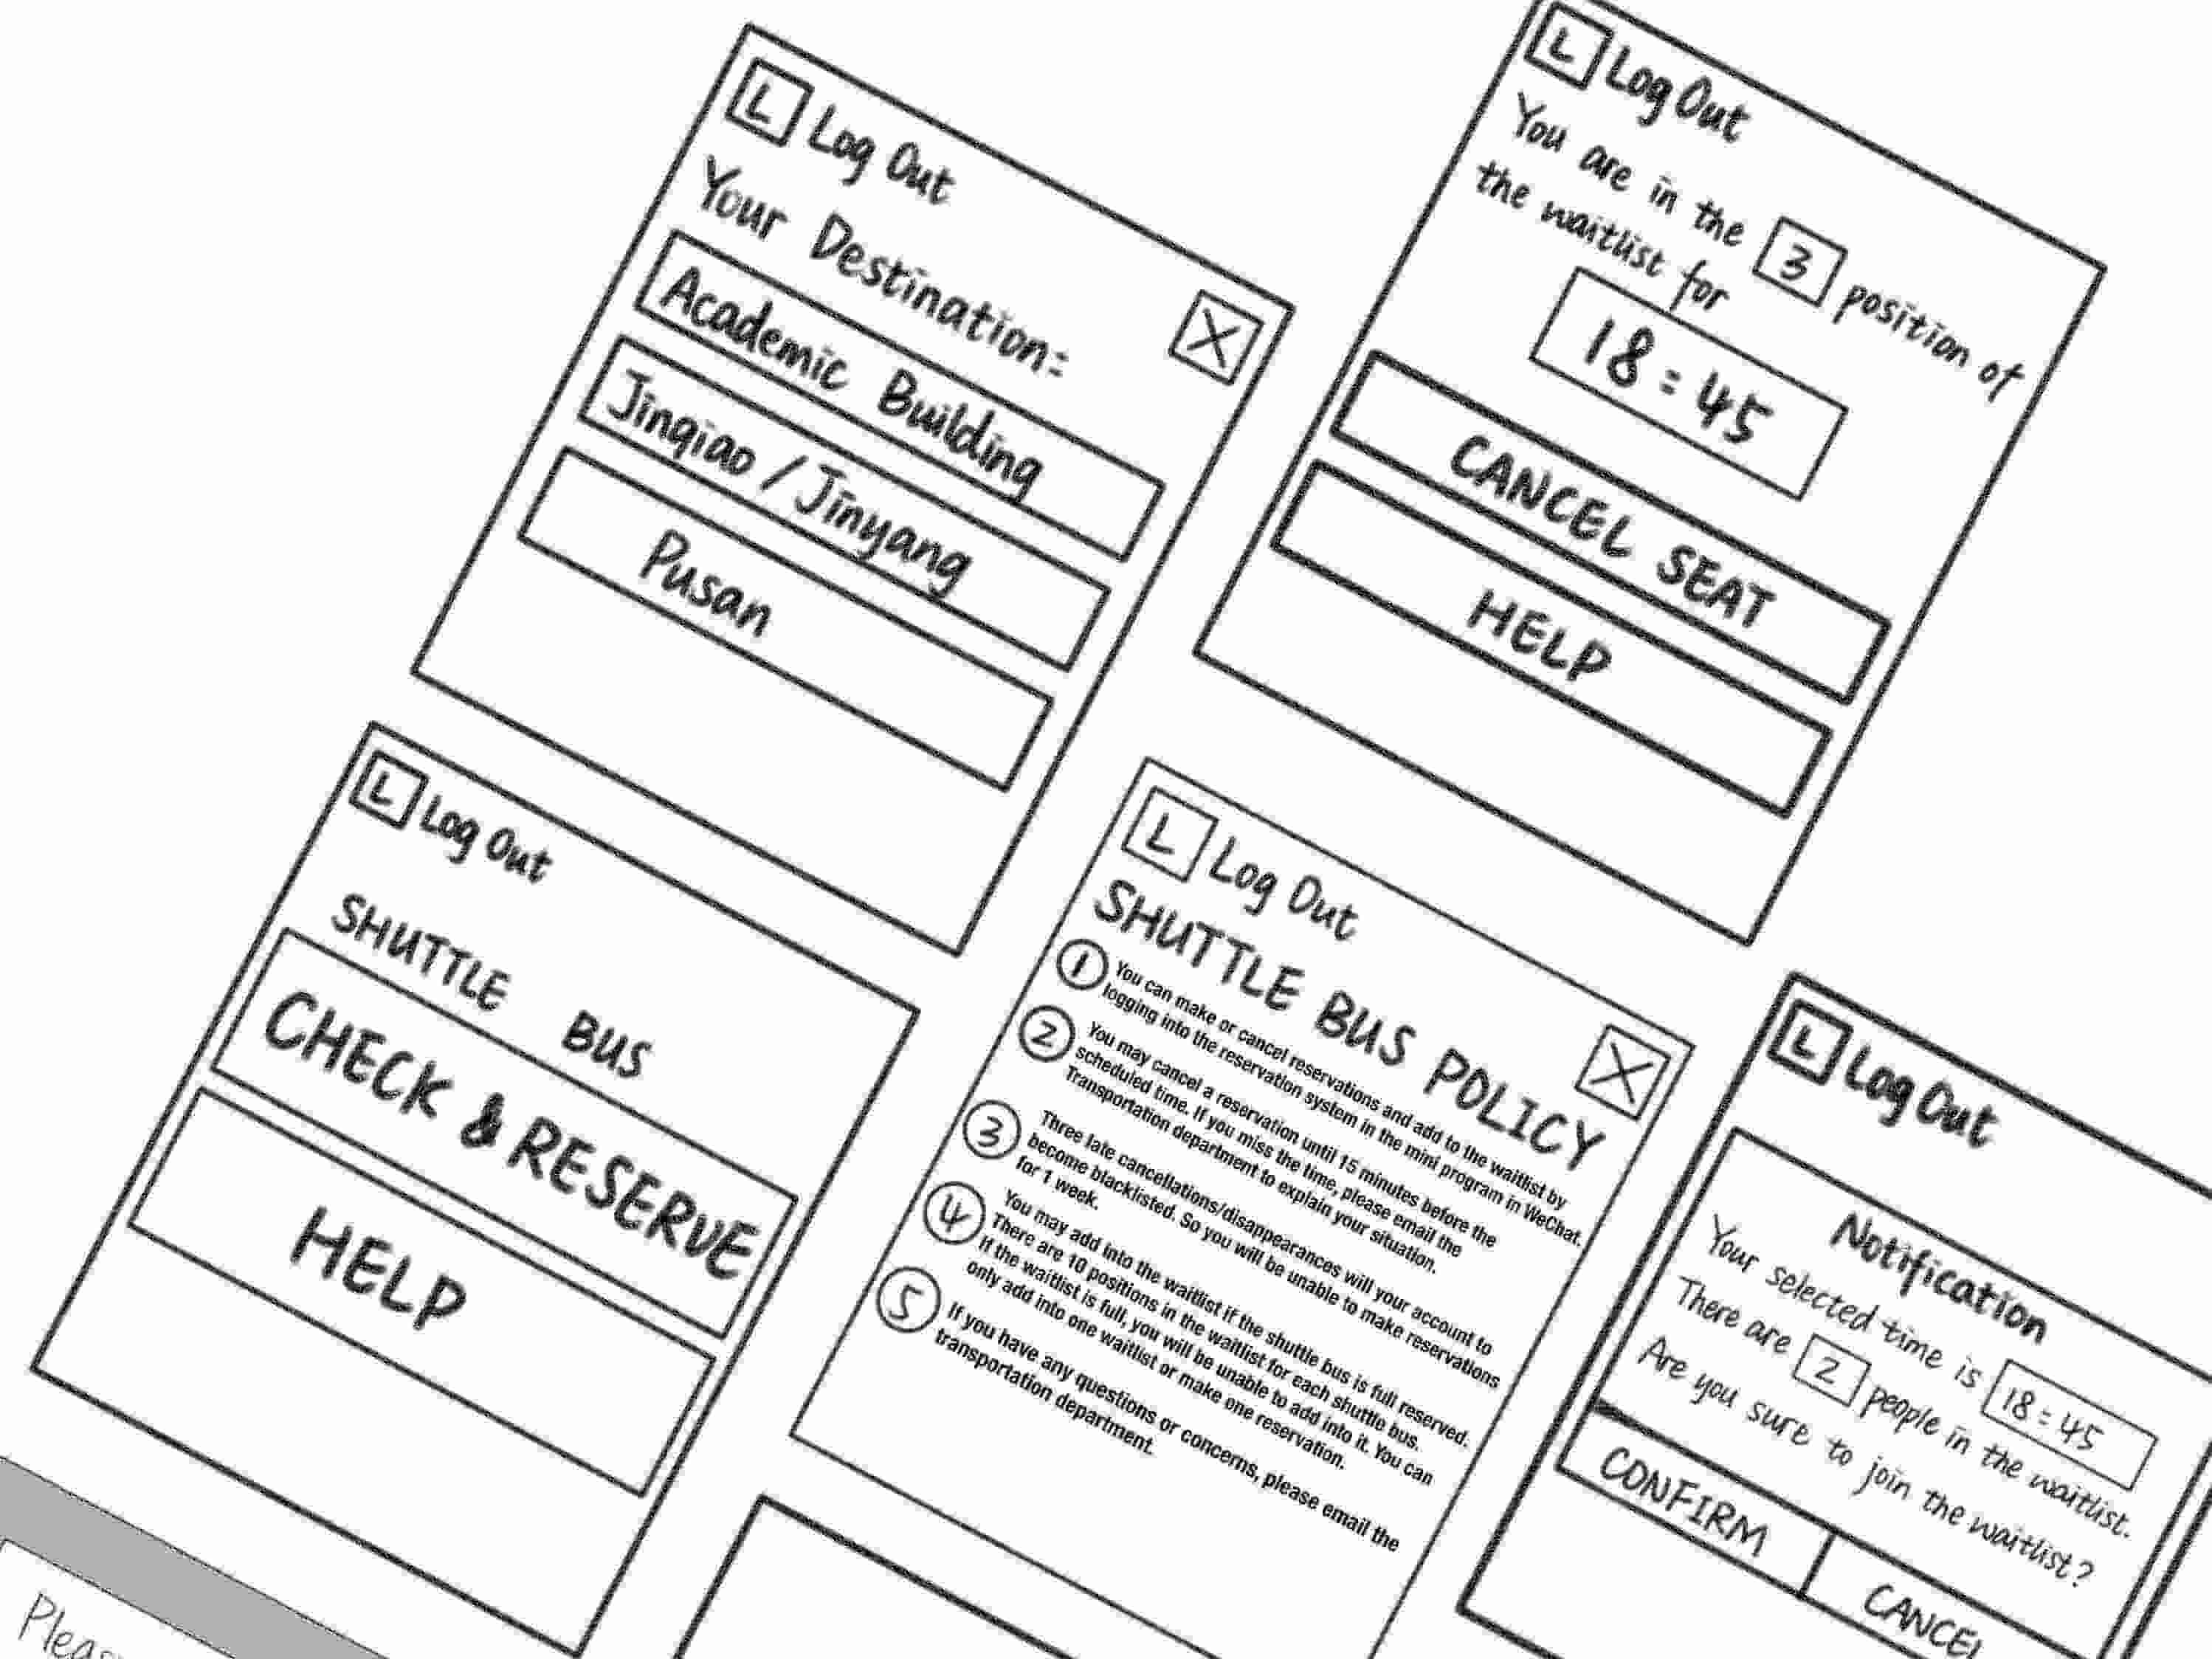 L Log Out
Your Destination:
Academic Building
Jinqiao / Jinyang
Pusan
L Log Out
You are in the 3 position of
the waitlist for
18:45
CANCEL SEAT
HELP
L Log Out
SHUTTLE BUS
CHECK & RESERVE
HELP
L Log Out
SHUTTLE BUS POLICY
1 You can make or cancel reservations and add to the waitlist by
logging into the reservation system in the mini program in WeChat.
2 You may cancel a reservation until 15 minutes before the
scheduled time. If you miss the time, please email the
Transportation department to explain your situation.
3 Three late cancellations/disappearances will your account to
become blacklisted. So you will be unable to make reservations
for 1 week.
4 You may add into the waitlist if the shuttle bus is full reserved.
There are 10 positions in the waitlist for each shuttle bus.
If the waitlist is full, you will be unable to add into it. You can
only add into one waitlist or make one reservation.
5 If you have any questions or concerns, please email the
transportation department.
L Log Out
Notification
Your selected time is 18:45
There are 2 people in the waitlist.
Are you sure to join the waitlist?
CONFIRM
CANCEL